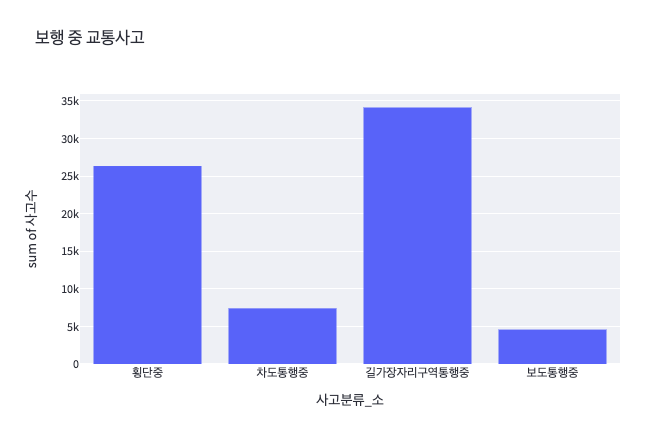 보행 중 교통사고
sum of 사고수
35k
30k
25k
20k
15k
10k
5k
0
횡단중
차도통행중
길가장자리구역통행중
보도통행중
사고분류_소